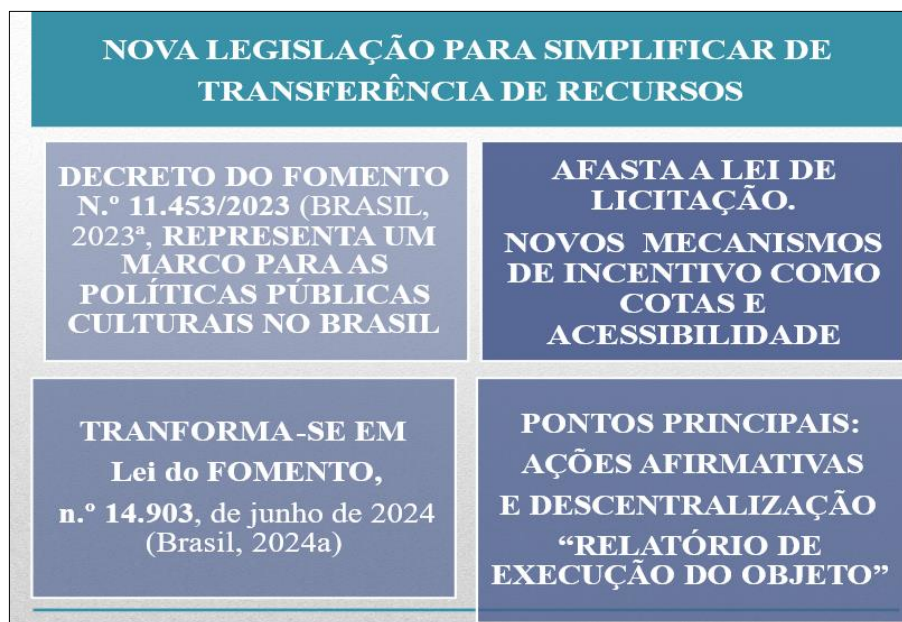 NOVA LEGISLAÇÃO PARA SIMPLIFICAR DE
TRANSFERÊNCIA DE RECURSOS
DECRETO DO FOMENTO
N.º 11.453/2023 (BRASIL,
2023ª, REPRESENTA UM
MARCO PARA AS
POLÍTICAS PÚBLICAS
CULTURAIS NO BRASIL
AFASTA A LEI DE
LICITAÇÃO.
NOVOS MECANISMOS
DE INCENTIVO COMO
COTAS E
ACESSIBILIDADE
TRANFORMA-SE EM
Lei do FOMENTO,
n.º 14.903, de junho de 2024
(Brasil, 2024a)
PONTOS PRINCIPAIS:
AÇÕES AFIRMATIVAS
E DESCENTRALIZAÇÃO
“RELATÓRIO DE
EXECUÇÃO DO OBJETO”